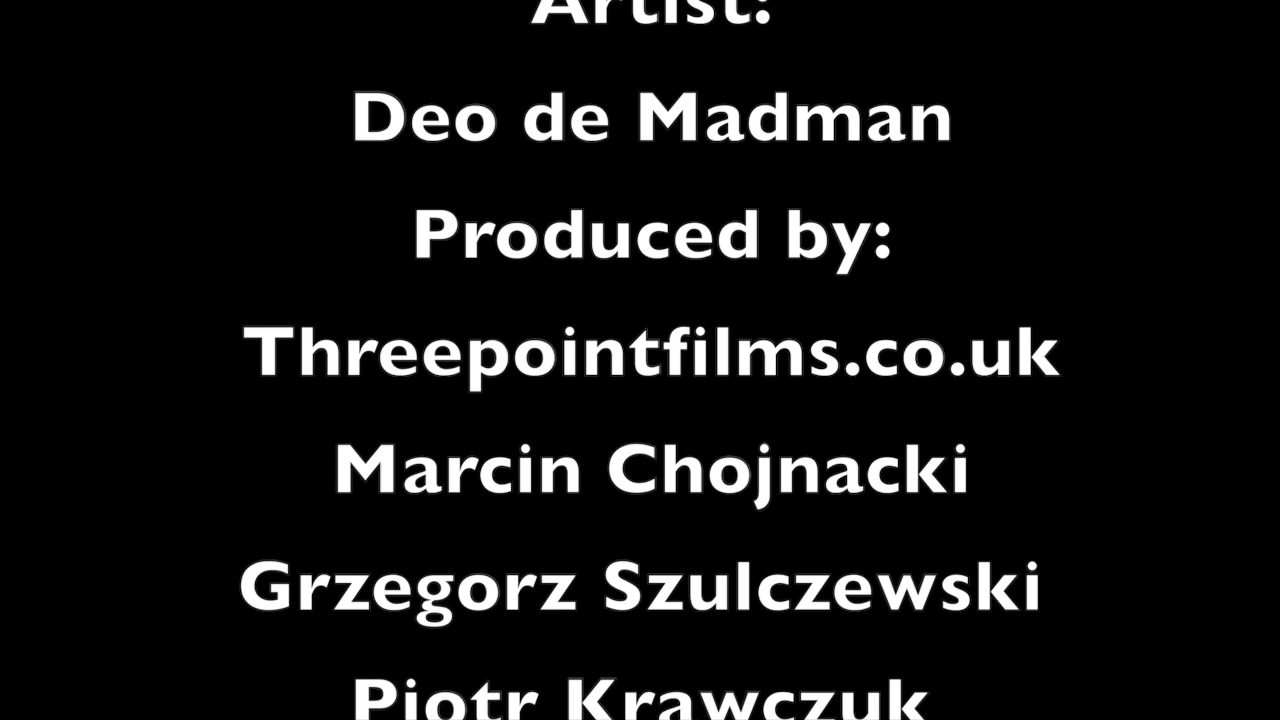 Artist:
Deo de Madman
Produced by:
Threepointfilms.co.uk
Marcin Chojnacki
Grzegorz Szulczewski
Piotr Krawczuk